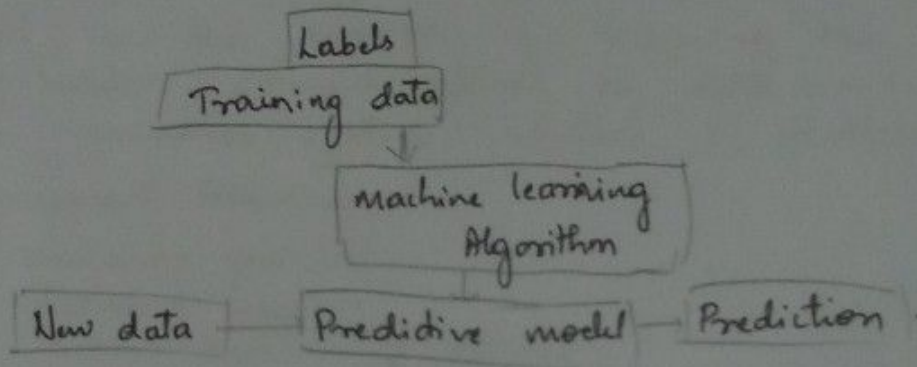 Labels
Training data
Machine learning
Algorithm
New data
Predictive model
Prediction